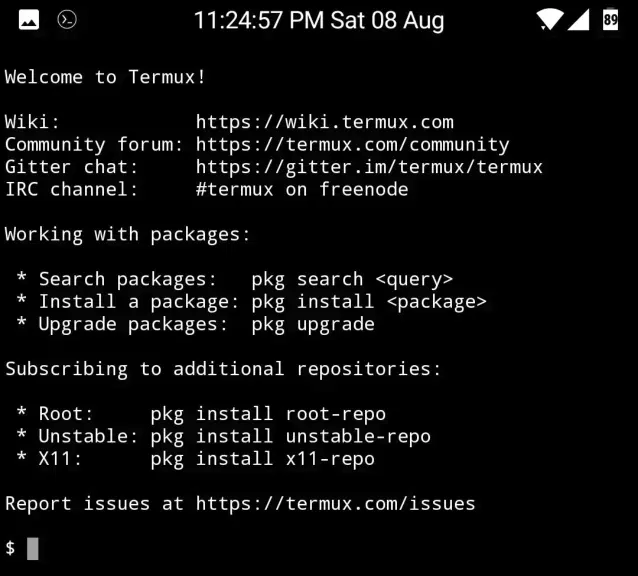 11:24:57 PM Sat 08 Aug
89
Welcome to Termux!
Wiki: https://wiki.termux.com
Community forum: https://termux.com/community
Gitter chat: https://gitter.im/termux/termux
IRC channel: #termux on freenode
Working with packages:
* Search packages: pkg search <query>
* Install a package: pkg install <package>
* Upgrade packages: pkg upgrade
Subscribing to additional repositories:
* Root: pkg install root-repo
* Unstable: pkg install unstable-repo
* X11: pkg install x11-repo
Report issues at https://termux.com/issues
$